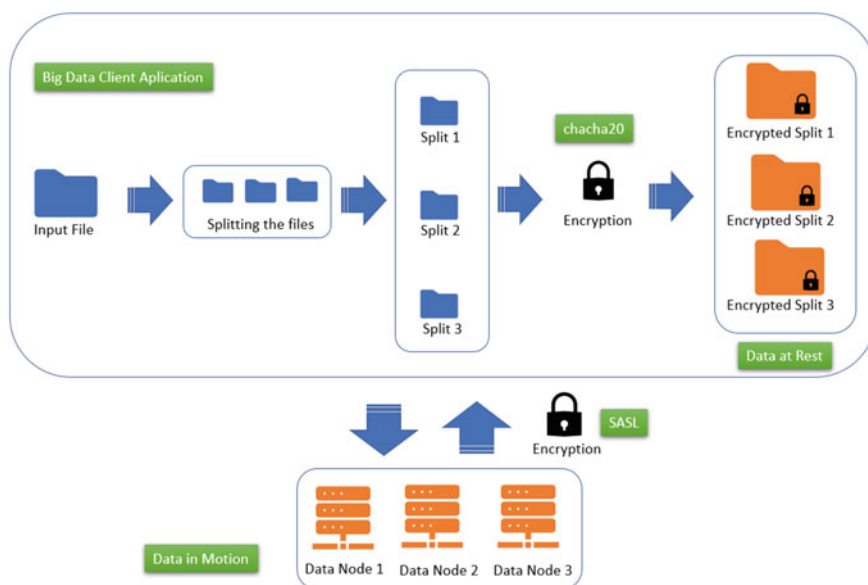 Big Data Client Aplication
Input File
Splitting the files
Split 1
Split 2
Split 3
chacha20
Encryption
Encrypted Split 1
Encrypted Split 2
Encrypted Split 3
Data at Rest
SASL
Encryption
Data in Motion
Data Node 1
Data Node 2
Data Node 3